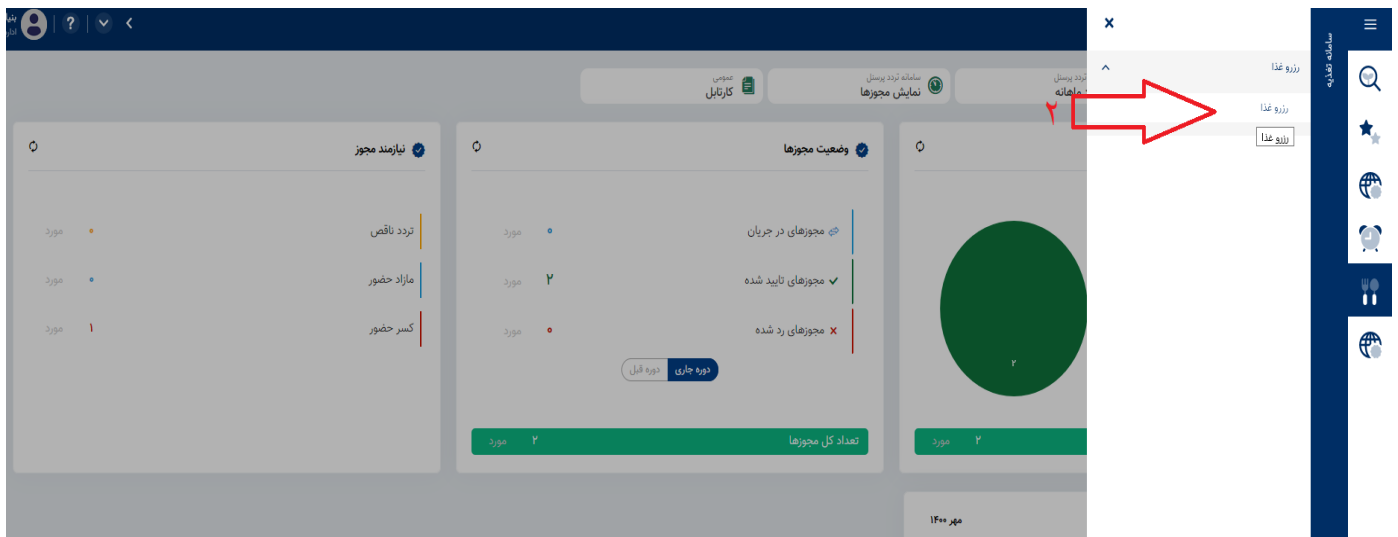 سامانه تغذیه
رزرو غذا
رزرو غذا
رزرو غذا
۲
?
تردد پرسنل
ماهانه
سامانه تردد پرسنل
نمایش مجوزها
عمومی
کارتابل
۲
۲ مورد
وضعیت مجوزها
مجوزهای در جریان ۰ مورد
مجوزهای تایید شده ۲ مورد
مجوزهای رد شده ۰ مورد
دوره جاری دوره قبل
تعداد کل مجوزها ۲ مورد
نیازمند مجوز
تردد ناقص ۰ مورد
مازاد حضور ۰ مورد
کسر حضور ۱ مورد
مهر ۱۴۰۰